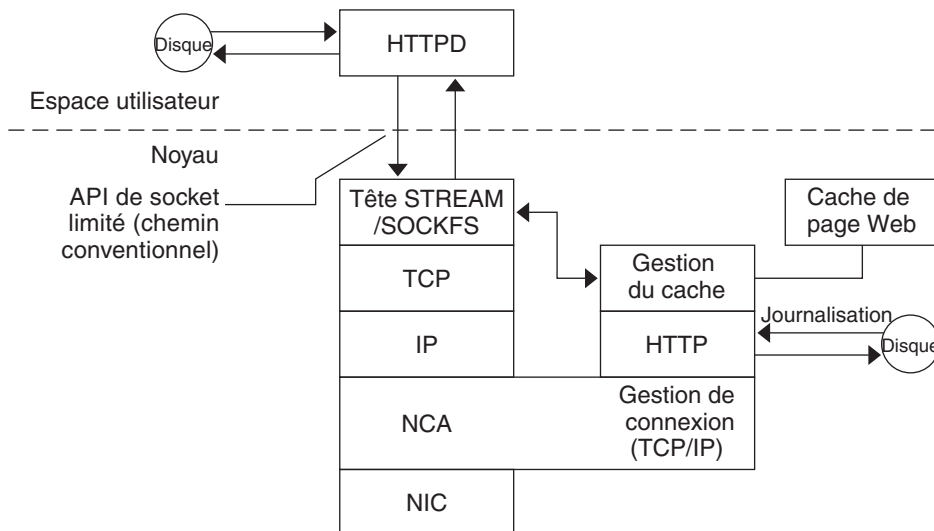 Disque
HTTPD
Espace utilisateur
Noyau
API de socket
limité (chemin
conventionnel)
Tête STREAM
/SOCKFS
Cache de
page Web
TCP
Gestion
du cache
Journalisation
IP
HTTP
Disque
NCA
Gestion de
connexion
(TCP/IP)
NIC